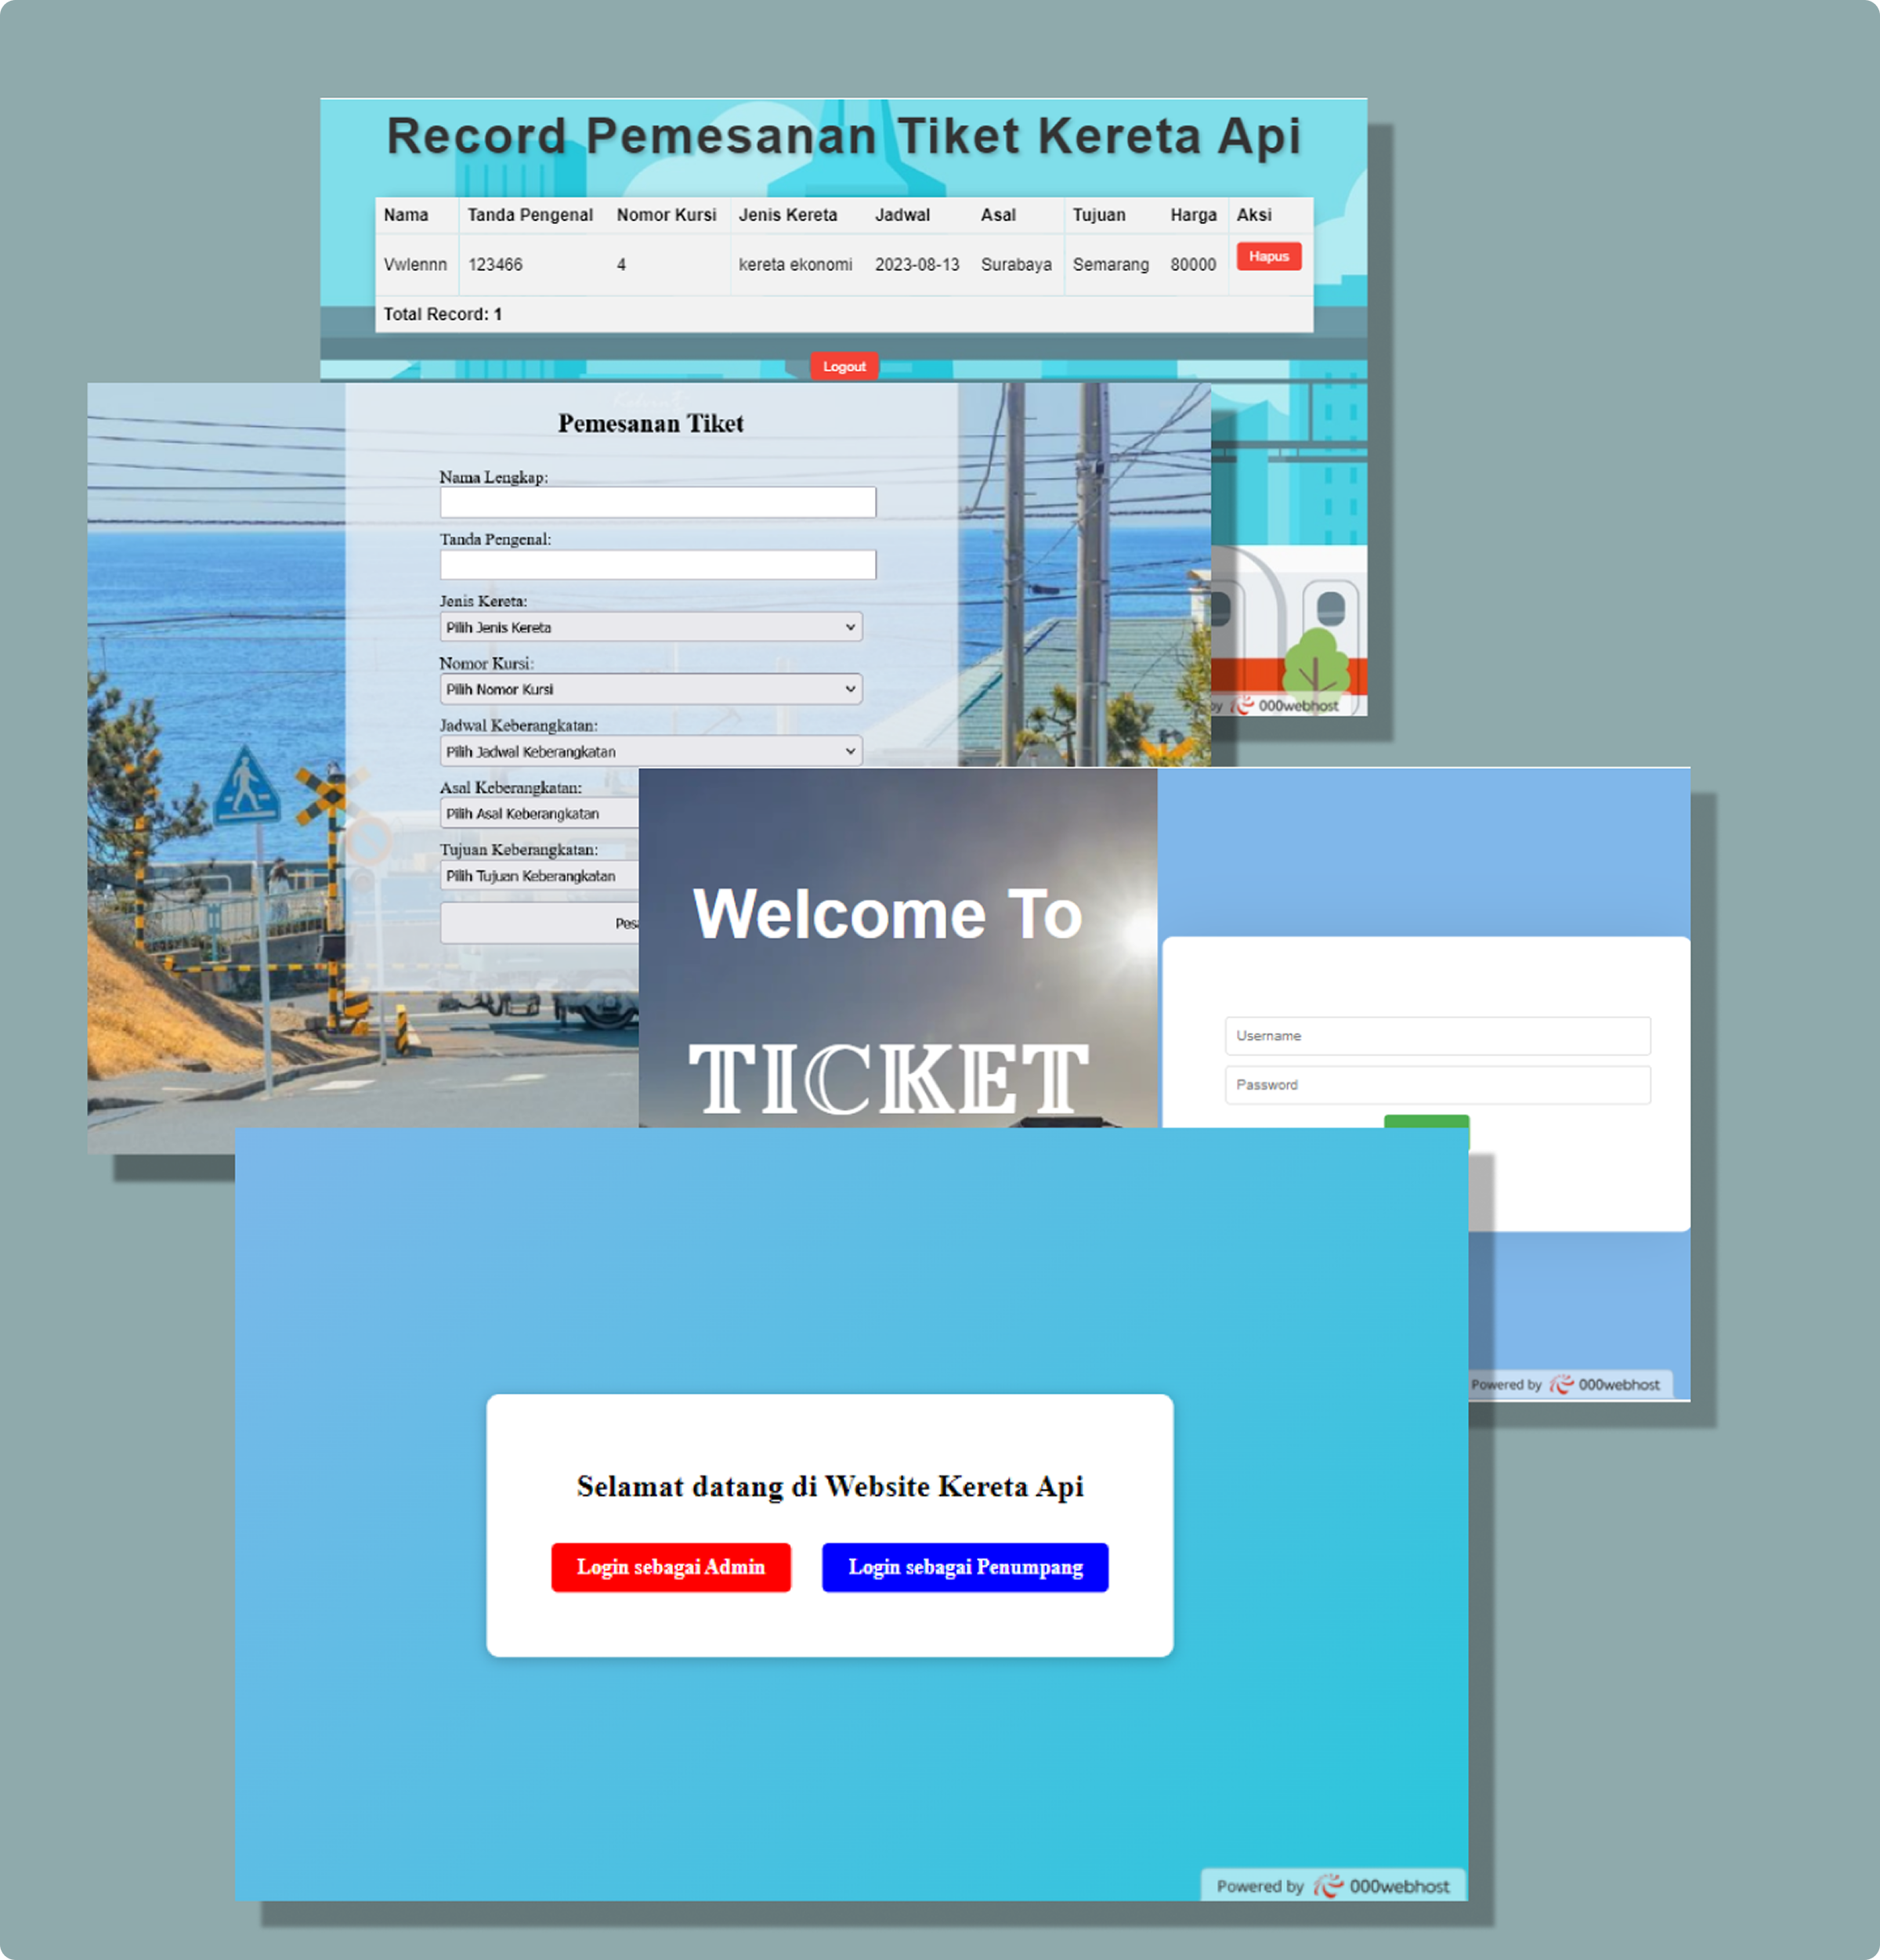 Record Pemesanan Tiket Kereta Api
Nama Tanda Pengenal Nomor Kursi Jenis Kereta Jadwal Asal Tujuan Harga Aksi
Vwlennn 123466 4 kereta ekonomi 2023-08-13 Surabaya Semarang 80000 Hapus
Total Record: 1
Logout
by 000webhost
Pemesanan Tiket
Nama Lengkap:
Tanda Pengenal:
Jenis Kereta:
Pilih Jenis Kereta
Nomor Kursi:
Pilih Nomor Kursi
Jadwal Keberangkatan:
Pilih Jadwal Keberangkatan
Asal Keberangkatan:
Pilih Asal Keberangkatan
Tujuan Keberangkatan:
Pilih Tujuan Keberangkatan
Welcome To
TICKET
Username
Password
Powered by 000webhost
Selamat datang di Website Kereta Api
Login sebagai Admin Login sebagai Penumpang
Powered by 000webhost